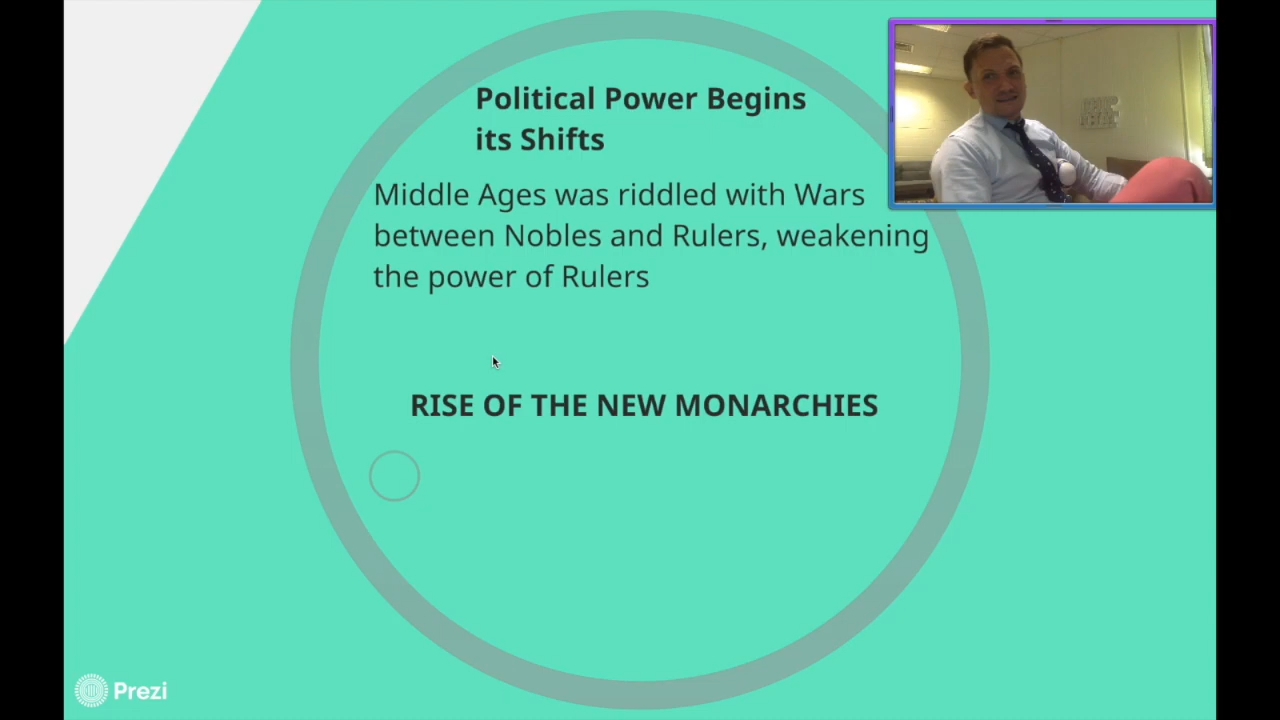 Political Power Begins
its Shifts
Middle Ages was riddled with Wars
between Nobles and Rulers, weakening
the power of Rulers
RISE OF THE NEW MONARCHIES
Prezi